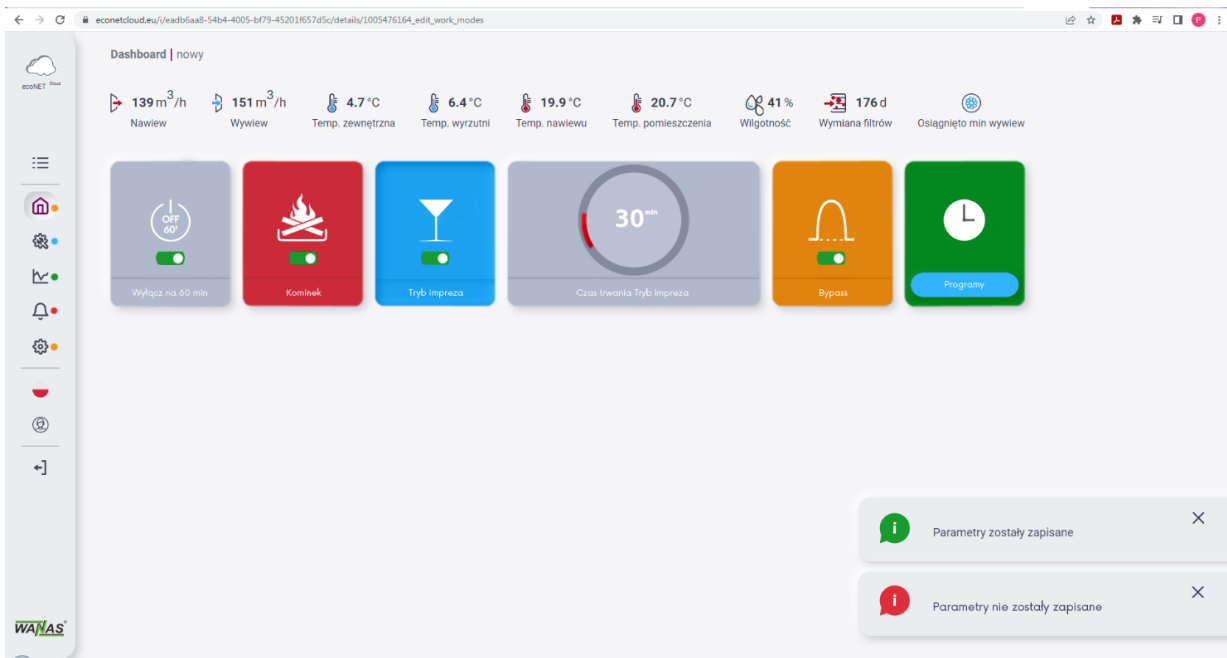 econetcloud.eu/i/eadb6aa8-54b4-4005-bf79-45201f657d5c/details/1005476164_edit_work_modes
P
ecoNET Cloud
Dashboard | nowy
139 m3/h
Nawiew
151 m3/h
Wywiew
4.7 °C
Temp. zewnętrzna
6.4 °C
Temp. wyrzutni
19.9 °C
Temp. nawiewu
20.7 °C
Temp. pomieszczenia
41 %
Wilgotność
176 d
Wymiana filtrów
Osiągnięto min wywiew
OFF
60'
Wyłącz na 60 min
Kominek
Tryb impreza
30 min
Czas trwania Tryb impreza
Bypass
Programy
i
Parametry zostały zapisane
i
Parametry nie zostały zapisane
WANAS